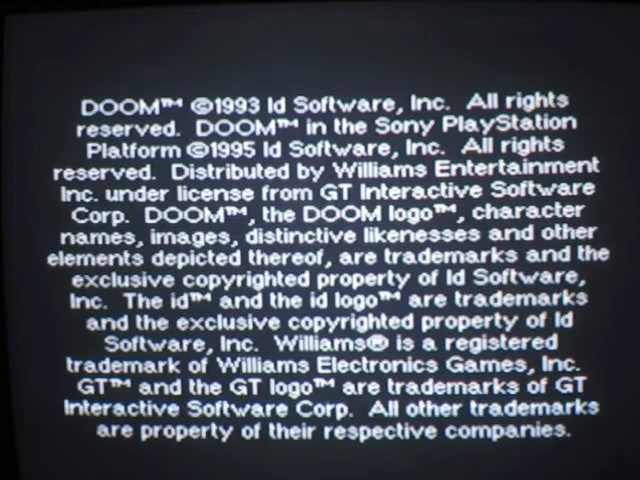 DOOM™ ©1993 Id Software, Inc. All rights
reserved. DOOM™ in the Sony PlayStation
Platform ©1995 Id Software, Inc. All rights
reserved. Distributed by Williams Entertainment
Inc. under license from GT Interactive Software
Corp. DOOM™, the DOOM logo™, character
names, images, distinctive likenesses and other
elements depicted thereof, are trademarks and the
exclusive copyrighted property of Id Software,
Inc. The id™ and the id logo™ are trademarks
and the exclusive copyrighted property of Id
Software, Inc. Williams® is a registered
trademark of Williams Electronics Games, Inc.
GT™ and the GT logo™ are trademarks of GT
Interactive Software Corp. All other trademarks
are property of their respective companies.